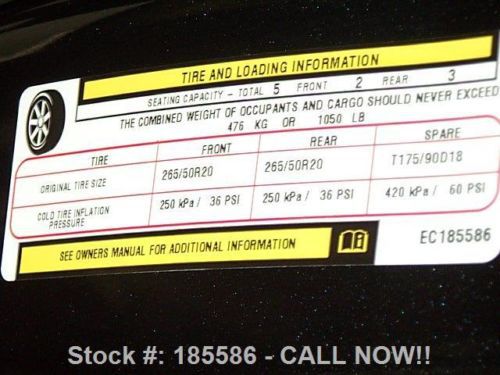 TIRE AND LOADING INFORMATION
SEATING CAPACITY - TOTAL 5 FRONT 2 REAR 3
THE COMBINED WEIGHT OF OCCUPANTS AND CARGO SHOULD NEVER EXCEED
476 KG OR 1050 LB
TIRE FRONT REAR SPARE
ORIGINAL TIRE SIZE 265/50R20 265/50R20 T175/90D18
COLD TIRE INFLATION PRESSURE 250 kPa/ 36 PSI 250 kPa/ 36 PSI 420 kPa/ 60 PSI
SEE OWNERS MANUAL FOR ADDITIONAL INFORMATION
EC185586
Stock #: 185586 - CALL NOW!!